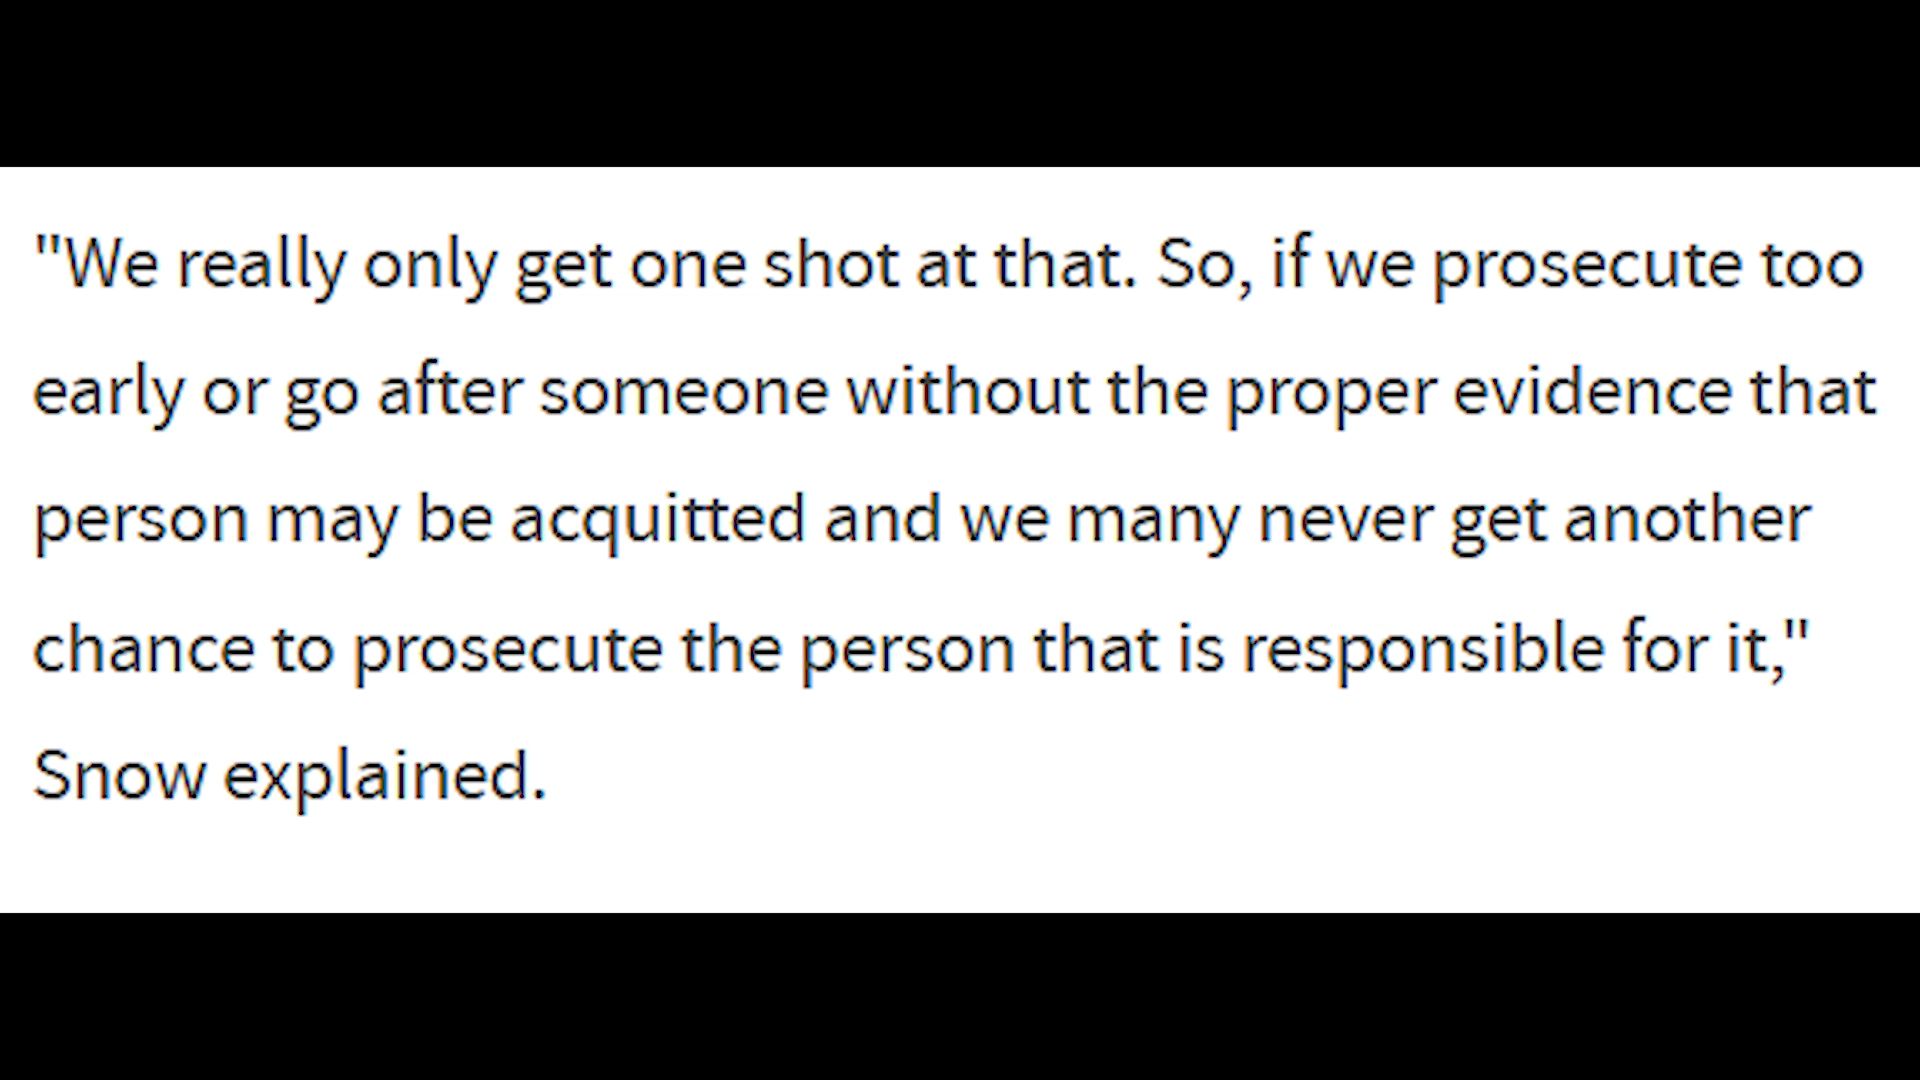 "We really only get one shot at that. So, if we prosecute too
early or go after someone without the proper evidence that
person may be acquitted and we many never get another
chance to prosecute the person that is responsible for it,"
Snow explained.